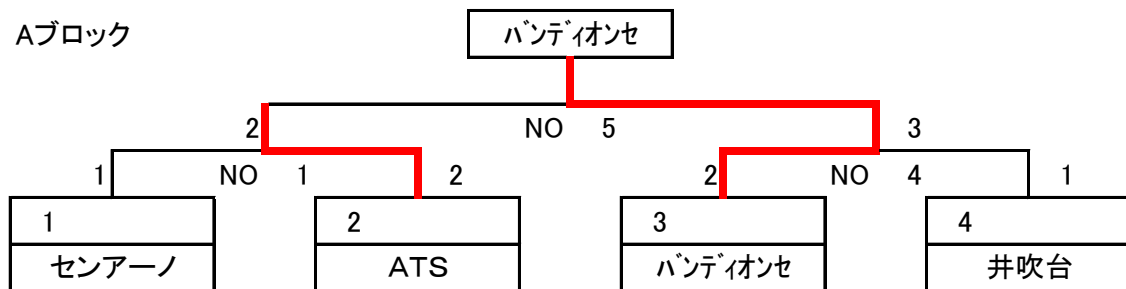 Aブロック
ﾊﾞﾝﾃﾞｨオンセ
2 NO 5 3
1 NO 1 2 2 NO 4 1
1 2 3 4
センアーノ ATS ﾊﾞﾝﾃﾞｨオンセ 井吹台